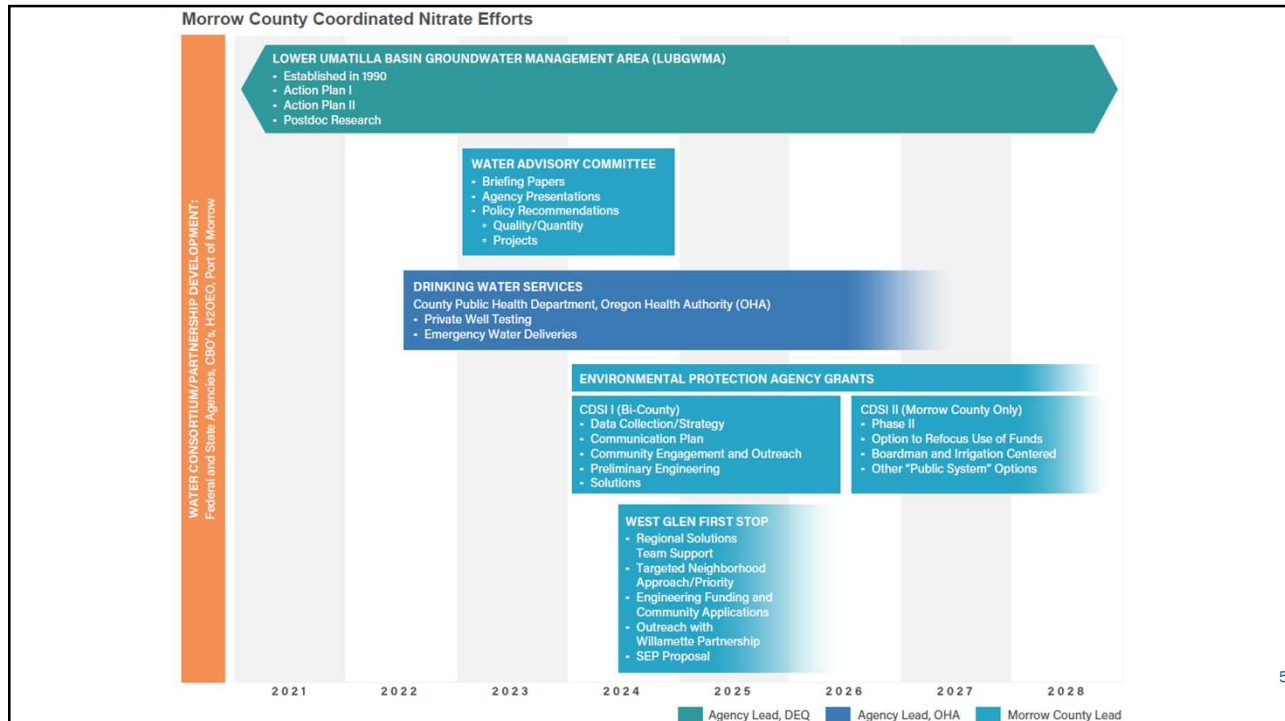 Morrow County Coordinated Nitrate Efforts
WATER CONSORTIUM/PARTNERSHIP DEVELOPMENT:
Federal and State Agencies, CBO's, H2OEO, Port of Morrow
LOWER UMATILLA BASIN GROUNDWATER MANAGEMENT AREA (LUBGWMA)
• Established in 1990
• Action Plan I
• Action Plan II
• Postdoc Research
WATER ADVISORY COMMITTEE
• Briefing Papers
• Agency Presentations
• Policy Recommendations
◦ Quality/Quantity
◦ Projects
DRINKING WATER SERVICES
County Public Health Department, Oregon Health Authority (OHA)
• Private Well Testing
• Emergency Water Deliveries
ENVIRONMENTAL PROTECTION AGENCY GRANTS
CDSI I (Bi-County)
• Data Collection/Strategy
• Communication Plan
• Community Engagement and Outreach
• Preliminary Engineering
• Solutions
CDSI II (Morrow County Only)
• Phase II
• Option to Refocus Use of Funds
• Boardman and Irrigation Centered
• Other "Public System" Options
WEST GLEN FIRST STOP
• Regional Solutions
Team Support
• Targeted Neighborhood
Approach/Priority
• Engineering Funding and
Community Applications
• Outreach with
Willamette Partnership
• SEP Proposal
2021 2022 2023 2024 2025 2026 2027 2028
Agency Lead, DEQ Agency Lead, OHA Morrow County Lead
5